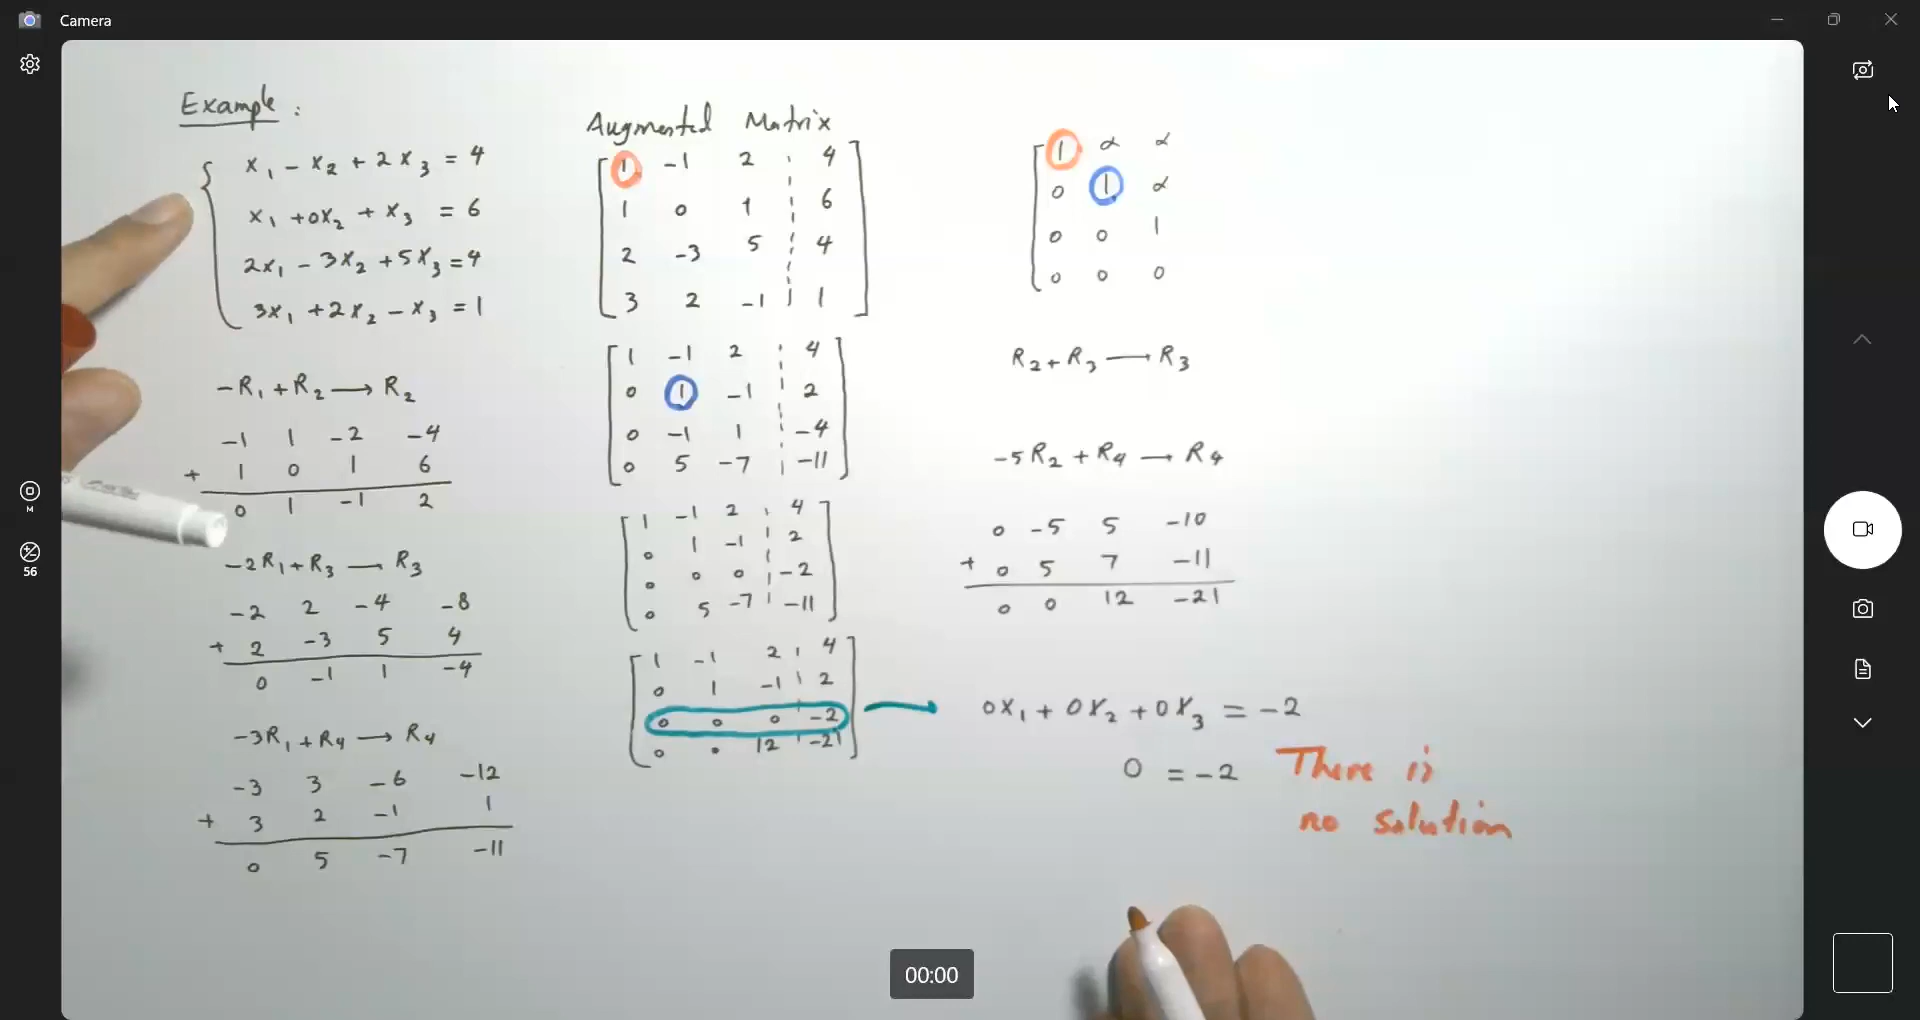 Camera
Example :
x₁ - x₂ + 2x₃ = 4
x₁ + 0x₂ + x₃ = 6
2x₁ - 3x₂ + 5x₃ = 4
3x₁ + 2x₂ - x₃ = 1
-R₁ + R₂ → R₂
-1 1 -2 -4
+ 1 0 1 6
0 1 -1 2
-2R₁ + R₃ → R₃
-2 2 -4 -8
+ 2 -3 5 4
0 -1 1 -4
-3R₁ + R₄ → R₄
-3 3 -6 -12
+ 3 2 -1 1
0 5 -7 -11
Augmented Matrix
1 -1 2 4
1 0 1 6
2 -3 5 4
3 2 -1 1
1 -1 2 4
0 1 -1 2
0 -1 1 -4
0 5 -7 -11
1 -1 2 4
0 1 -1 2
0 0 0 -2
0 5 -7 -11
1 -1 2 4
0 1 -1 2
0 0 0 -2
0 0 12 -21
1 α α
0 1 α
0 0 1
0 0 0
R₂ + R₃ → R₃
-5R₂ + R₄ → R₄
0 -5 5 -10
+ 0 5 7 -11
0 0 12 -21
0x₁ + 0x₂ + 0x₃ = -2
0 = -2 There is
no solution
M
56
00:00